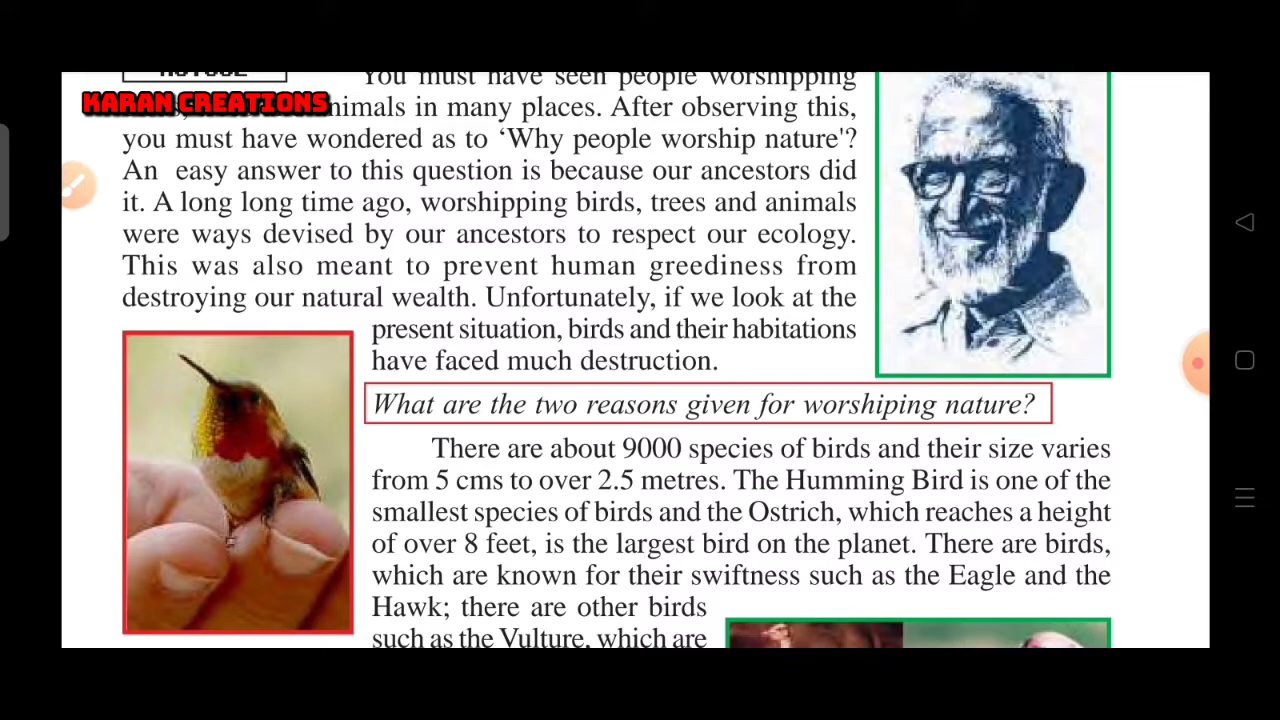 You must have seen people worshipping
KARAN CREATIONS
animals in many places. After observing this,
you must have wondered as to ‘Why people worship nature'?
An easy answer to this question is because our ancestors did
it. A long long time ago, worshipping birds, trees and animals
were ways devised by our ancestors to respect our ecology.
This was also meant to prevent human greediness from
destroying our natural wealth. Unfortunately, if we look at the
present situation, birds and their habitations
have faced much destruction.
What are the two reasons given for worshiping nature?
There are about 9000 species of birds and their size varies
from 5 cms to over 2.5 metres. The Humming Bird is one of the
smallest species of birds and the Ostrich, which reaches a height
of over 8 feet, is the largest bird on the planet. There are birds,
which are known for their swiftness such as the Eagle and the
Hawk; there are other birds
such as the Vulture, which are